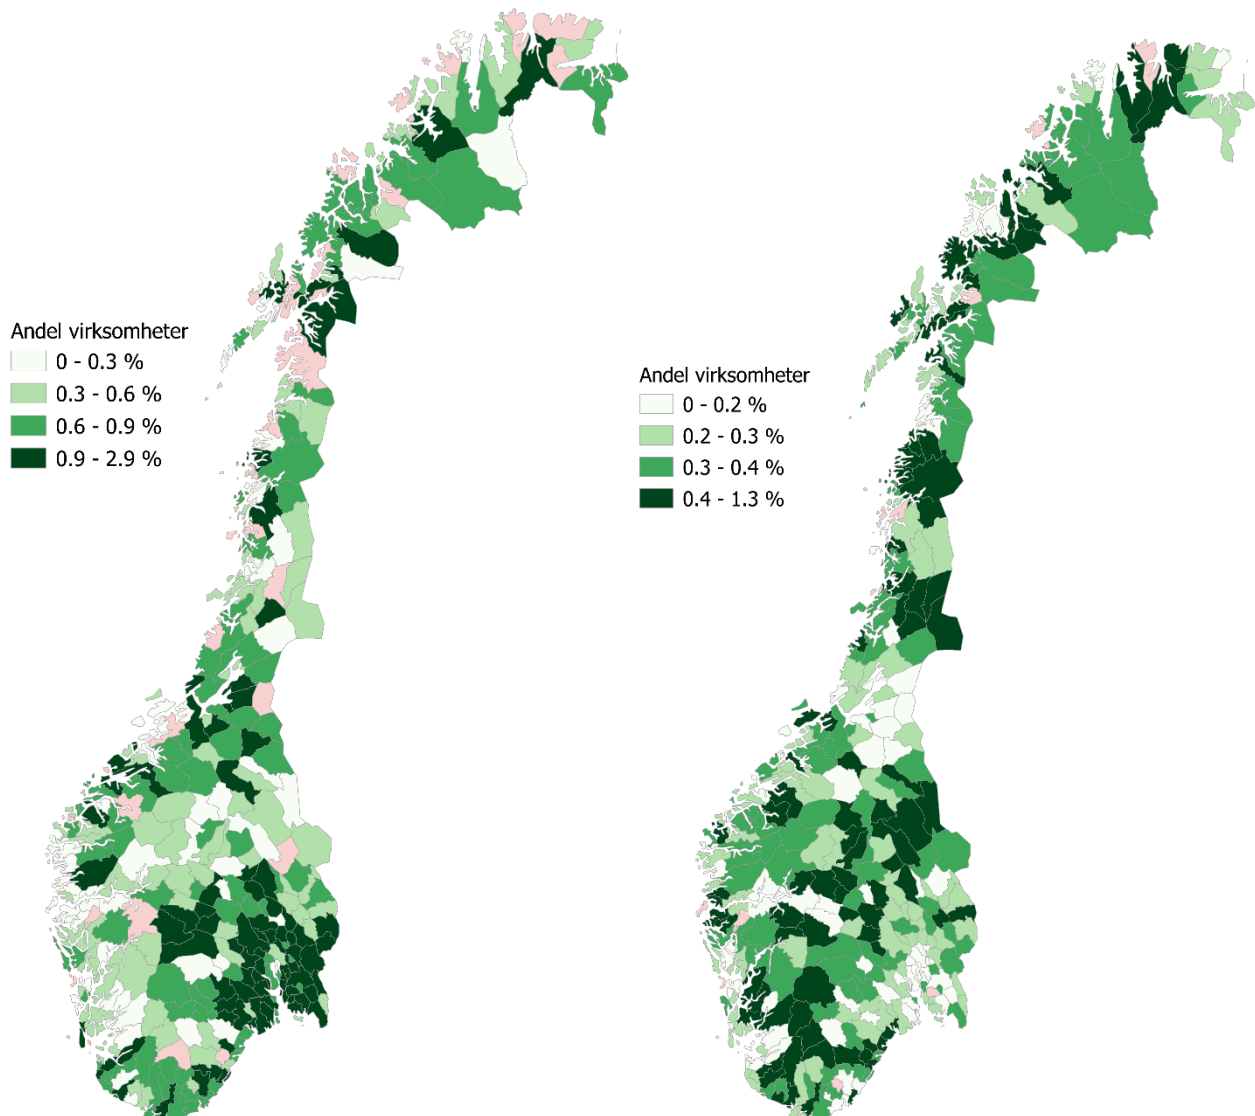 Andel virksomheter
0 - 0.3 %
0.3 - 0.6 %
0.6 - 0.9 %
0.9 - 2.9 %
Andel virksomheter
0 - 0.2 %
0.2 - 0.3 %
0.3 - 0.4 %
0.4 - 1.3 %